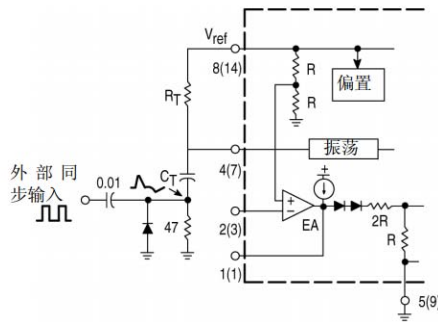 Vref
8(14)
R
R
偏置
RT
4(7)
振荡
外部同
步输入
0.01
CT
+
+
−
2(3)
EA
2R
R
47
1(1)
5(9)